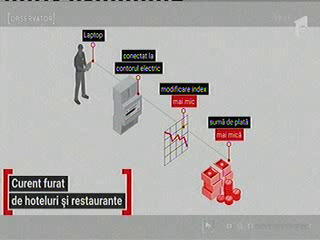 [OBSERVATOR]
Laptop
conectat la
contorul electric
modificare index
mai mic
sumă de plată
mai mică
Curent furat
de hoteluri și restaurante